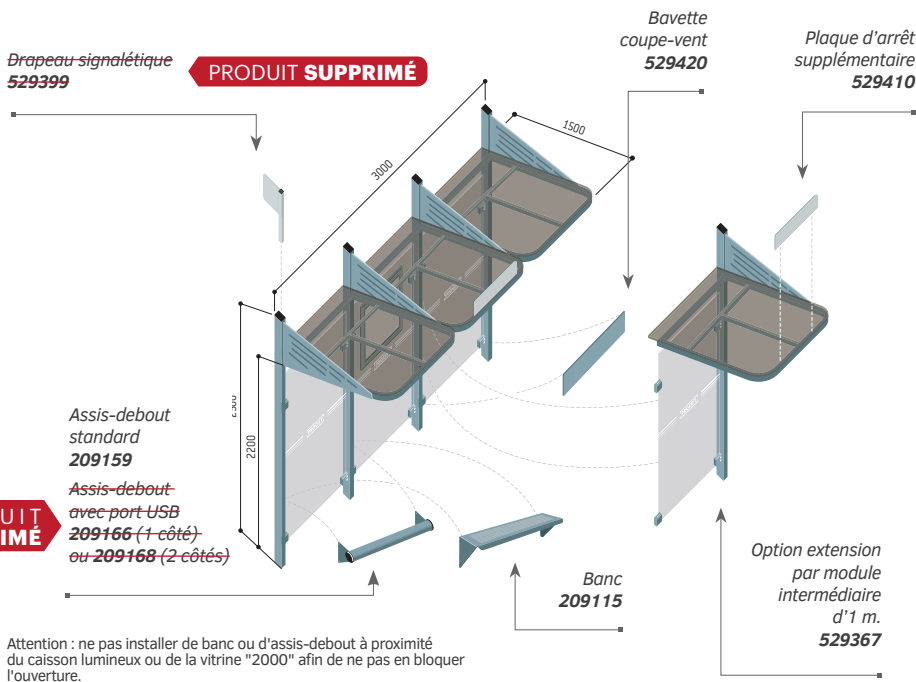 Drapeau signalétique
529399
PRODUIT SUPPRIMÉ
Bavette
coupe-vent
529420
Plaque d'arrêt
supplémentaire
529410
1500
3000
2200
Assis-debout
standard
209159
Assis-debout
avec port USB
209166 (1 côté)
ou 209168 (2 côtés)
UIT
IMÉ
Banc
209115
Option extension
par module
intermédiaire
d'1 m.
529367
Attention : ne pas installer de banc ou d'assis-debout à proximité
du caisson lumineux ou de la vitrine "2000" afin de ne pas en bloquer
l'ouverture.